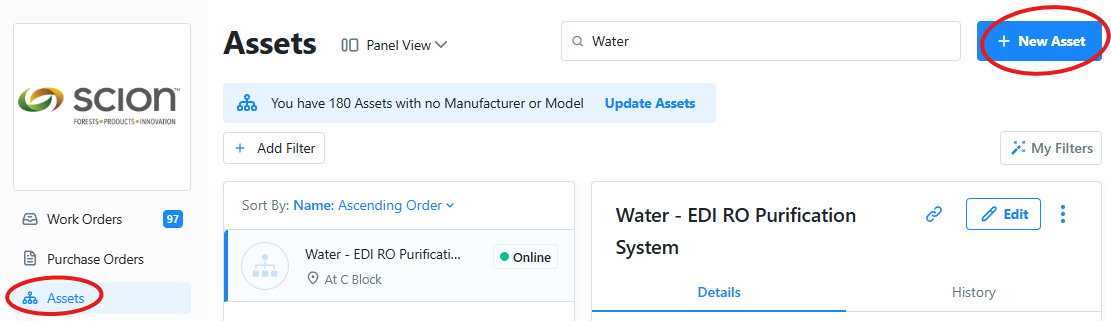 Assets
Panel View
Water
+ New Asset
You have 180 Assets with no Manufacturer or Model Update Assets
+ Add Filter
My Filters
SCION™
FORESTS•PRODUCTS•INNOVATION
Work Orders 97
Purchase Orders
Assets
Sort By: Name: Ascending Order
Water - EDI RO Purificati...
Online
At C Block
Water - EDI RO Purification
System
Edit
Details
History